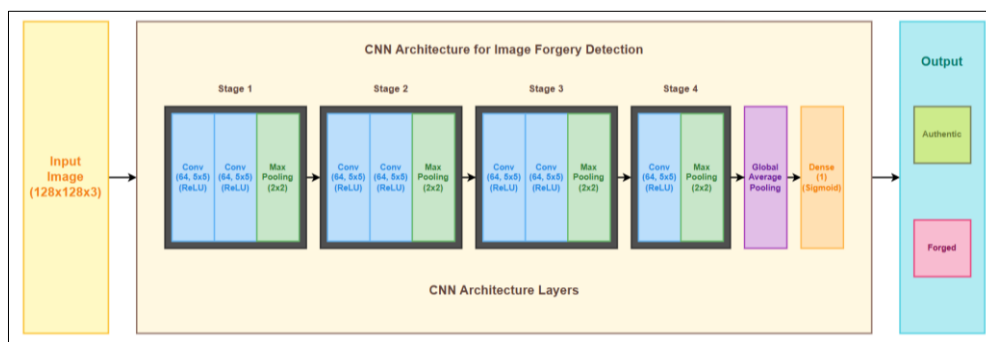 CNN Architecture for Image Forgery Detection
Output
Stage 1
Stage 2
Stage 3
Stage 4
Input
Image
(128x128x3)
Conv
(64, 5x5)
(ReLU)
Conv
(64, 5x5)
(ReLU)
Max
Pooling
(2x2)
Conv
(64, 5x5)
(ReLU)
Conv
(64, 5x5)
(ReLU)
Max
Pooling
(2x2)
Conv
(64, 5x5)
(ReLU)
Conv
(64, 5x5)
(ReLU)
Max
Pooling
(2x2)
Conv
(64, 5x5)
(ReLU)
Max
Pooling
(2x2)
Global
Average
Pooling
Dense
(1)
(Sigmoid)
Authentic
Forged
CNN Architecture Layers